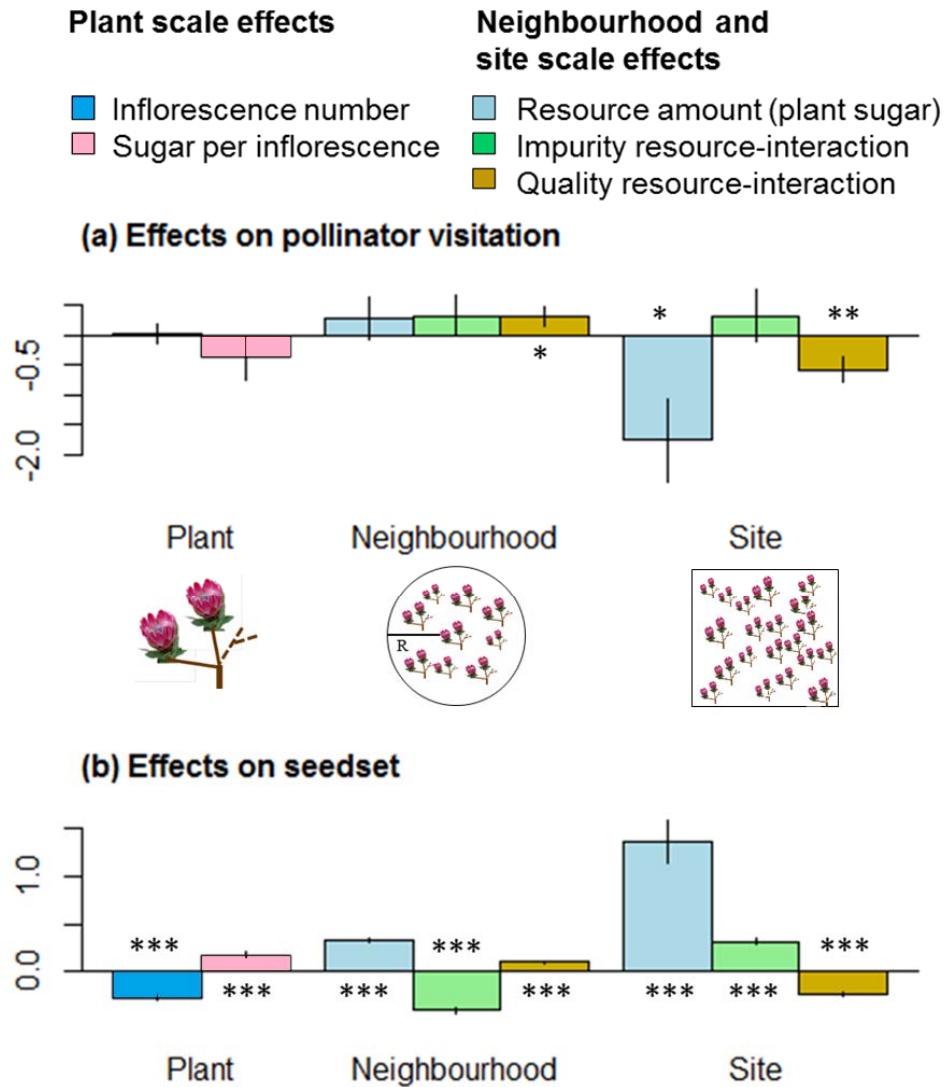 Plant scale effects
Neighbourhood and
site scale effects
Inflorescence number
Sugar per inflorescence
Resource amount (plant sugar)
Impurity resource-interaction
Quality resource-interaction
(a) Effects on pollinator visitation
-0.5
-2.0
*
*
**
Plant
Neighbourhood
Site
R
(b) Effects on seedset
1.0
0.0
***
***
***
***
***
***
***
***
Plant
Neighbourhood
Site